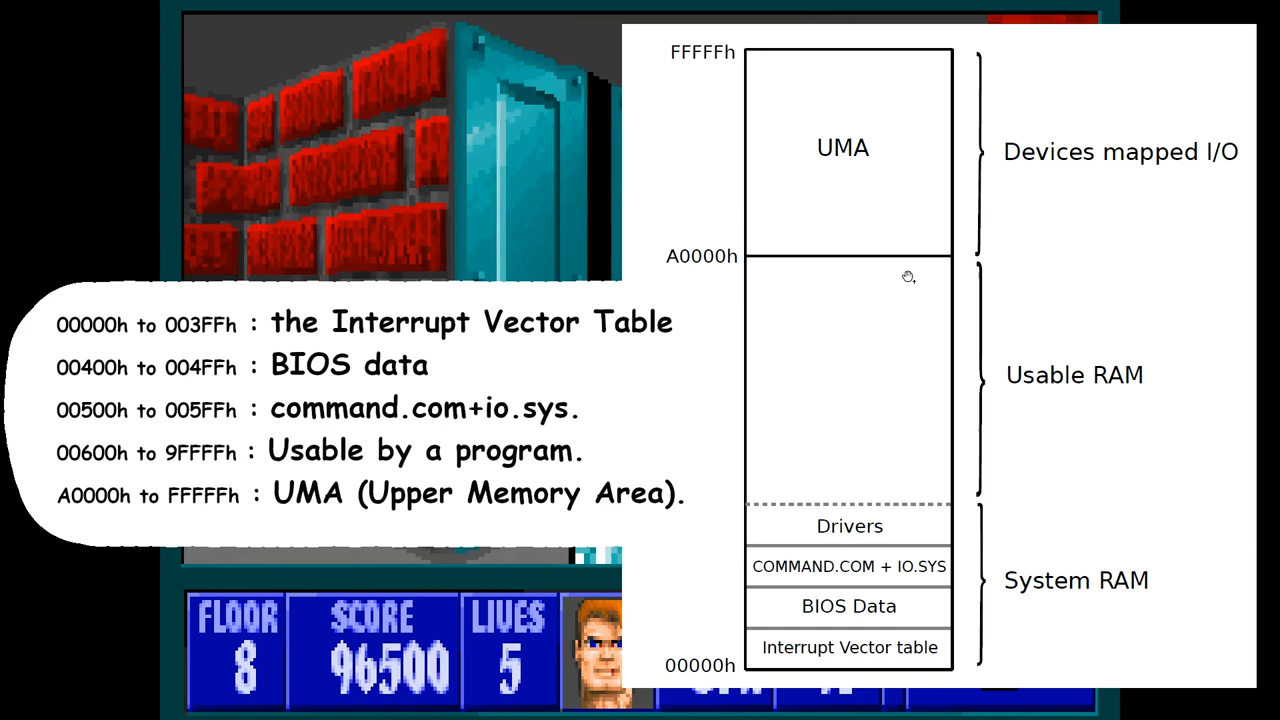 00000h to 003FFh : the Interrupt Vector Table
00400h to 004FFh : BIOS data
00500h to 005FFh : command.com+io.sys.
00600h to 9FFFFh : Usable by a program.
A0000h to FFFFFh : UMA (Upper Memory Area).
FFFFFh
UMA
Devices mapped I/O
A0000h
Usable RAM
Drivers
COMMAND.COM + IO.SYS
System RAM
BIOS Data
Interrupt Vector table
00000h
FLOOR SCORE LIVES
8 96500 5